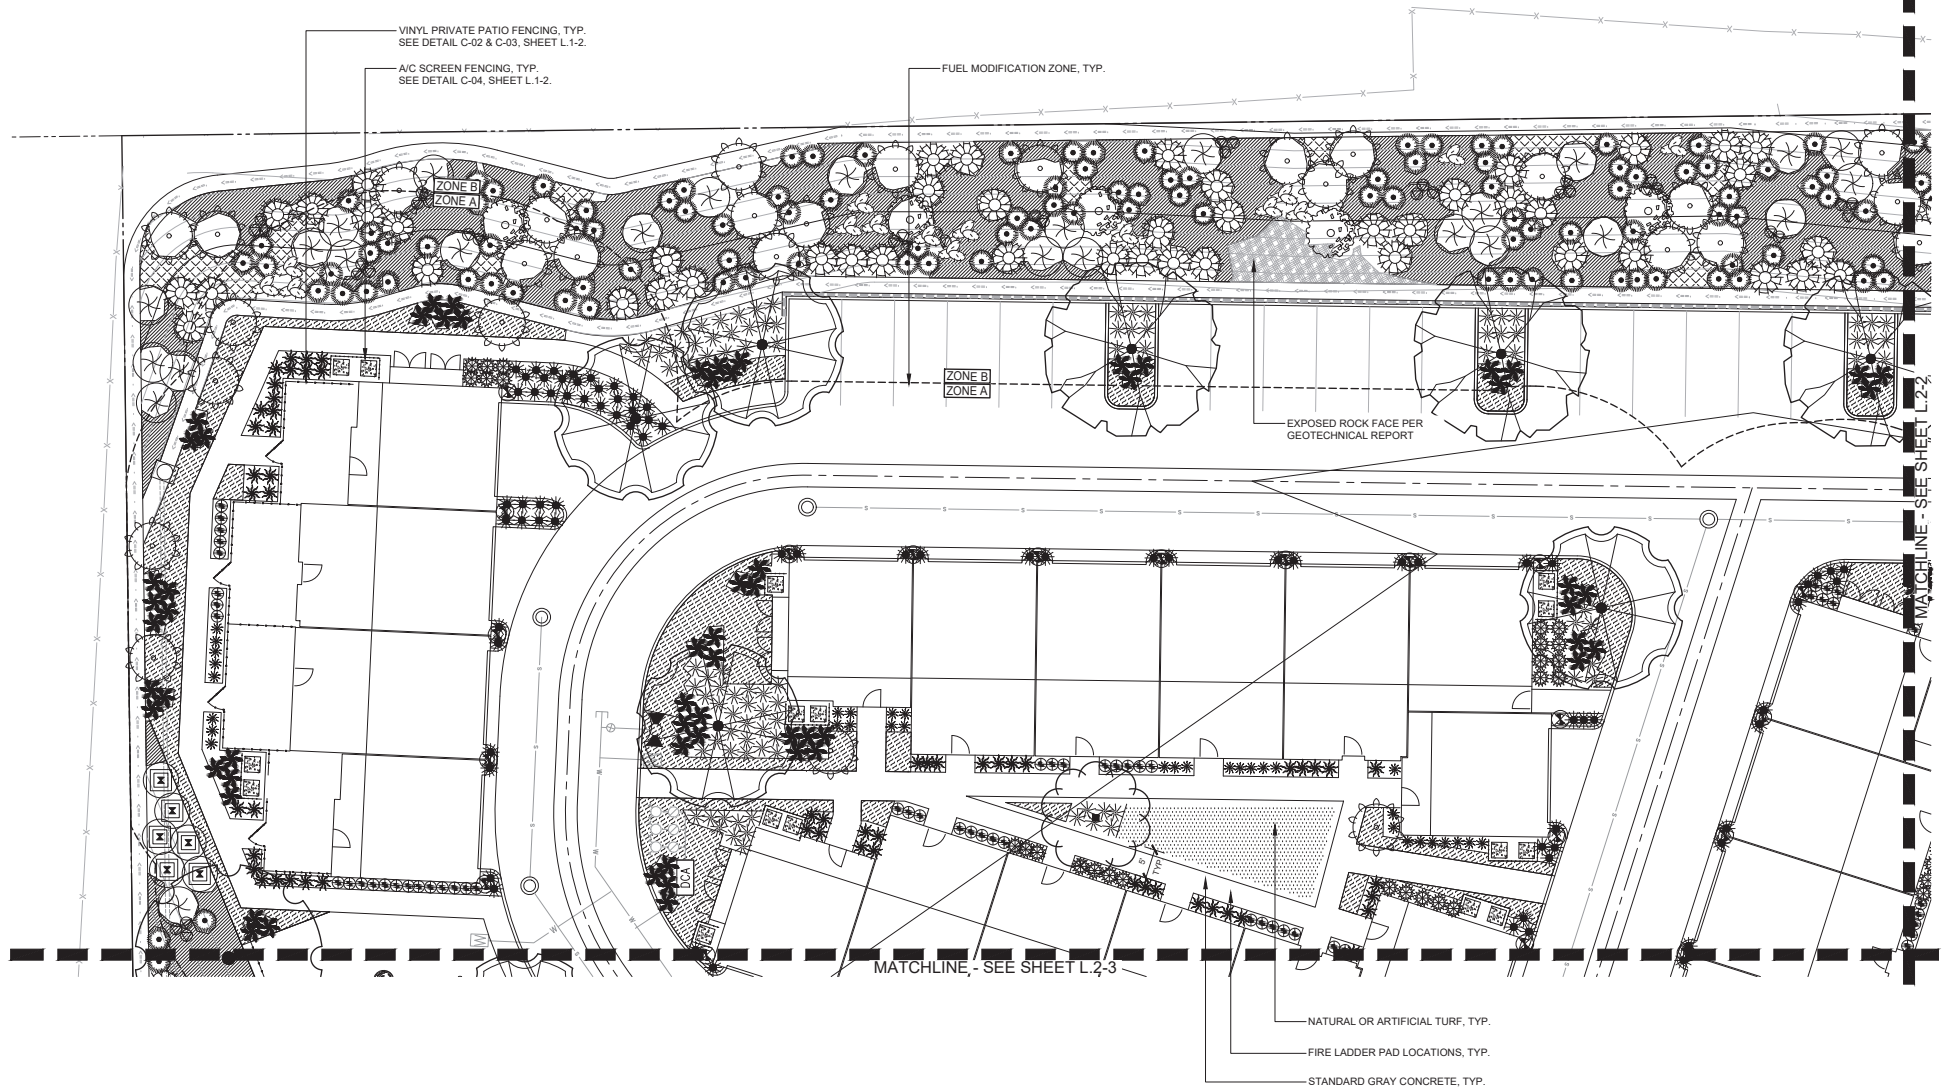 VINYL PRIVATE PATIO FENCING, TYP.
SEE DETAIL C-02 & C-03, SHEET L.1-2.
A/C SCREEN FENCING, TYP.
SEE DETAIL C-04, SHEET L.1-2.
FUEL MODIFICATION ZONE, TYP.
ZONE B
ZONE A
ZONE B
ZONE A
EXPOSED ROCK FACE PER
GEOTECHNICAL REPORT
MATCHLINE - SEE SHEET L.2-2
5'
TYP
DCA
MATCHLINE - SEE SHEET L.2-3
NATURAL OR ARTIFICIAL TURF, TYP.
FIRE LADDER PAD LOCATIONS, TYP.
STANDARD GRAY CONCRETE, TYP.